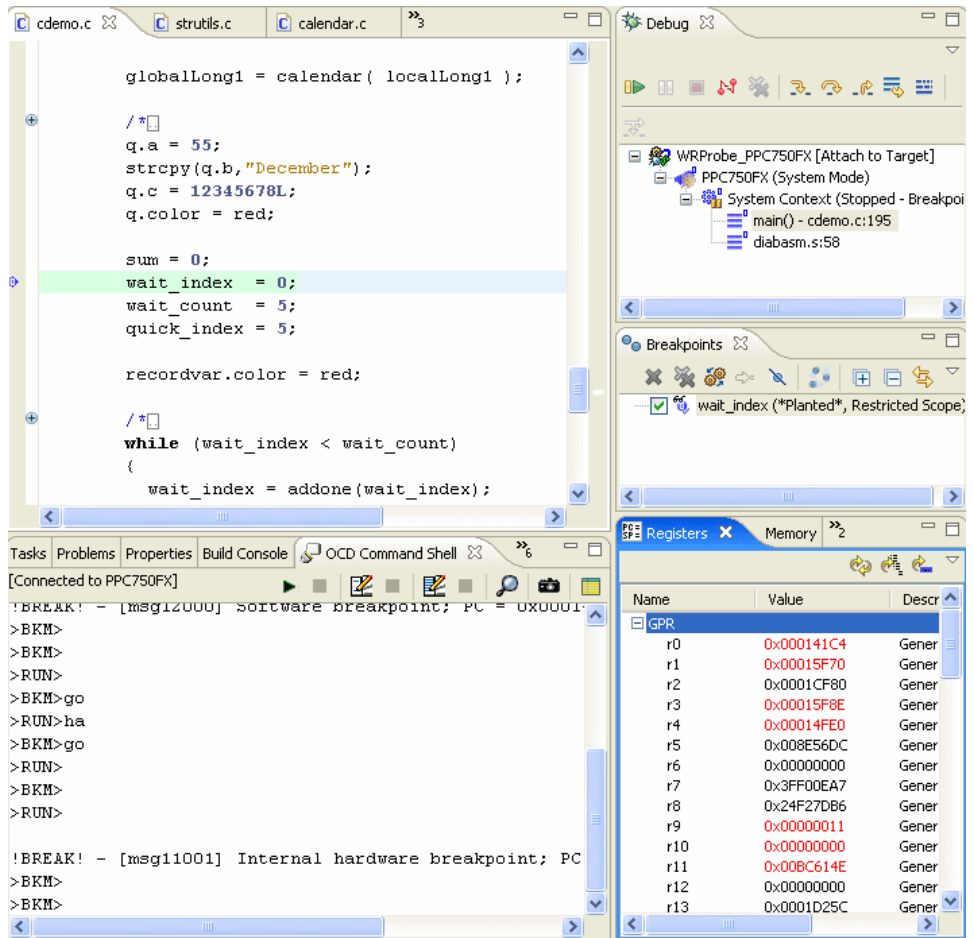 cdemo.c
strutils.c
calendar.c
3
globalLong1 = calendar( localLong1 );
/*
q.a = 55;
strcpy(q.b,"December");
q.c = 12345678L;
q.color = red;
sum = 0;
wait_index  = 0;
wait_count  = 5;
quick_index = 5;
recordvar.color = red;
/*
while (wait_index < wait_count)
{
wait_index = addone(wait_index);
Debug
WRProbe_PPC750FX [Attach to Target]
PPC750FX (System Mode)
System Context (Stopped - Breakpoi
main() - cdemo.c:195
diabasm.s:58
Breakpoints
wait_index (*Planted*, Restricted Scope)
Tasks Problems Properties Build Console OCD Command Shell 6
[Connected to PPC750FX]
!BREAK! - [msg12000] Software breakpoint; PC = 0x0001
>BKM>
>BKM>
>RUN>
>BKM>go
>RUN>ha
>BKM>go
>RUN>
>BKM>
>RUN>
!BREAK! - [msg11001] Internal hardware breakpoint; PC
>BKM>
>BKM>
Registers Memory 2
Name Value Descr
GPR
r0 0x000141C4 Gener
r1 0x00015F70 Gener
r2 0x0001CF80 Gener
r3 0x00015F8E Gener
r4 0x00014FE0 Gener
r5 0x008E56DC Gener
r6 0x00000000 Gener
r7 0x3FF00EA7 Gener
r8 0x24F27DB6 Gener
r9 0x00000011 Gener
r10 0x00000000 Gener
r11 0x00BC614E Gener
r12 0x00000000 Gener
r13 0x0001D25C Gener